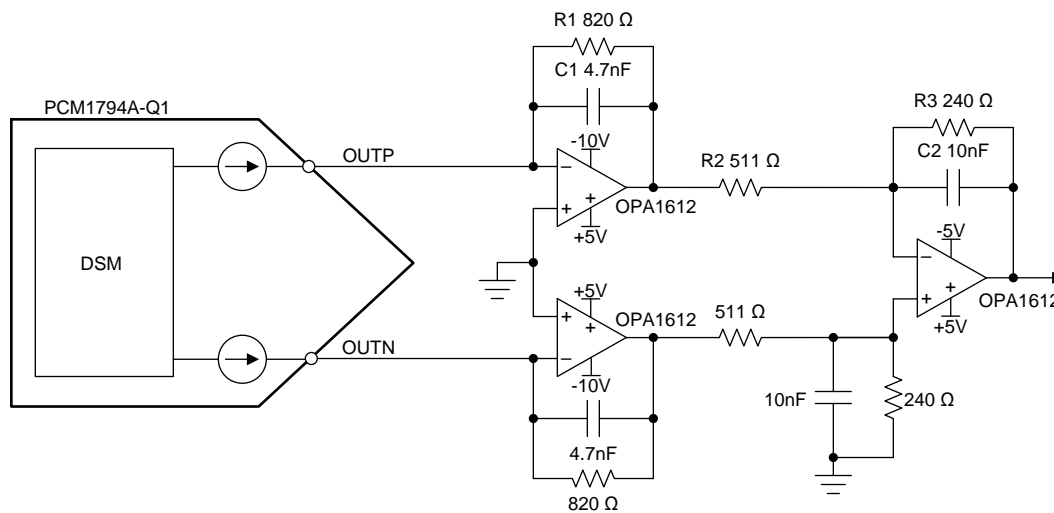 R1 820 Ω
C1 4.7nF
PCM1794A-Q1
R3 240 Ω
C2 10nF
-10V
OUTP
R2 511 Ω
−
+
+
OPA1612
+5V
-5V
DSM
−
+
+
OPA1612
+5V
+5V
OPA1612
511 Ω
+
+
−
OUTN
-10V
10nF
240 Ω
4.7nF
820 Ω